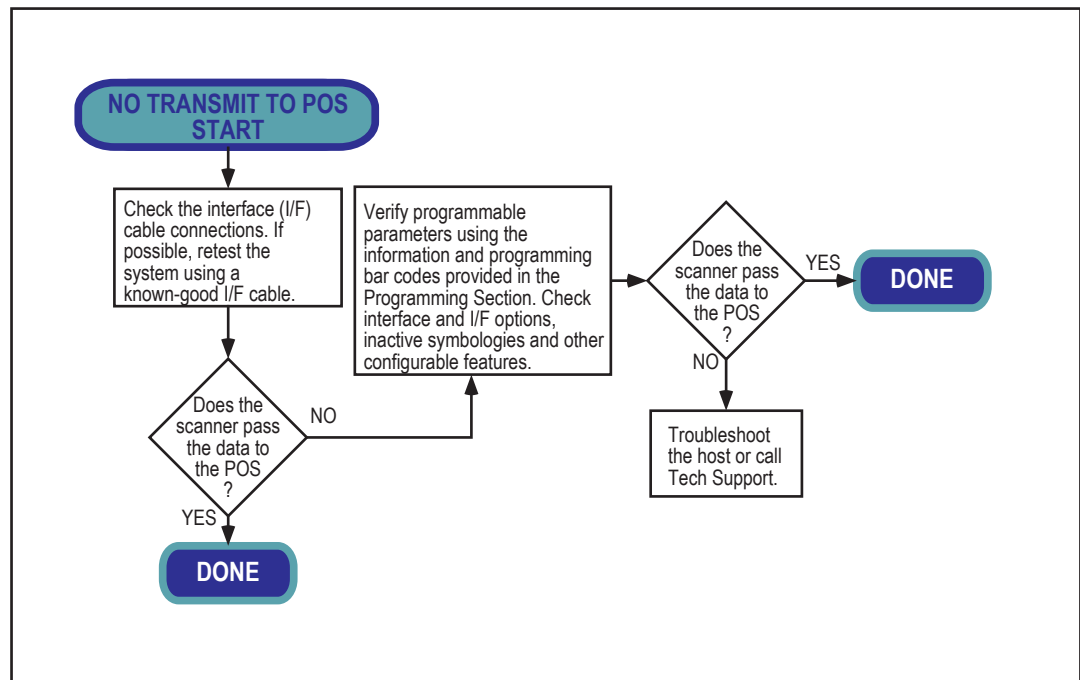 NO TRANSMIT TO POS
START
Check the interface (I/F)
cable connections. If
possible, retest the
system using a
known-good I/F cable.
Does the
scanner pass
the data to
the POS
?
NO
YES
DONE
Verify programmable
parameters using the
information and programming
bar codes provided in the
Programming Section. Check
interface and I/F options,
inactive symbologies and other
configurable features.
Does the
scanner pass
the data to
the POS
?
YES
DONE
NO
Troubleshoot
the host or call
Tech Support.